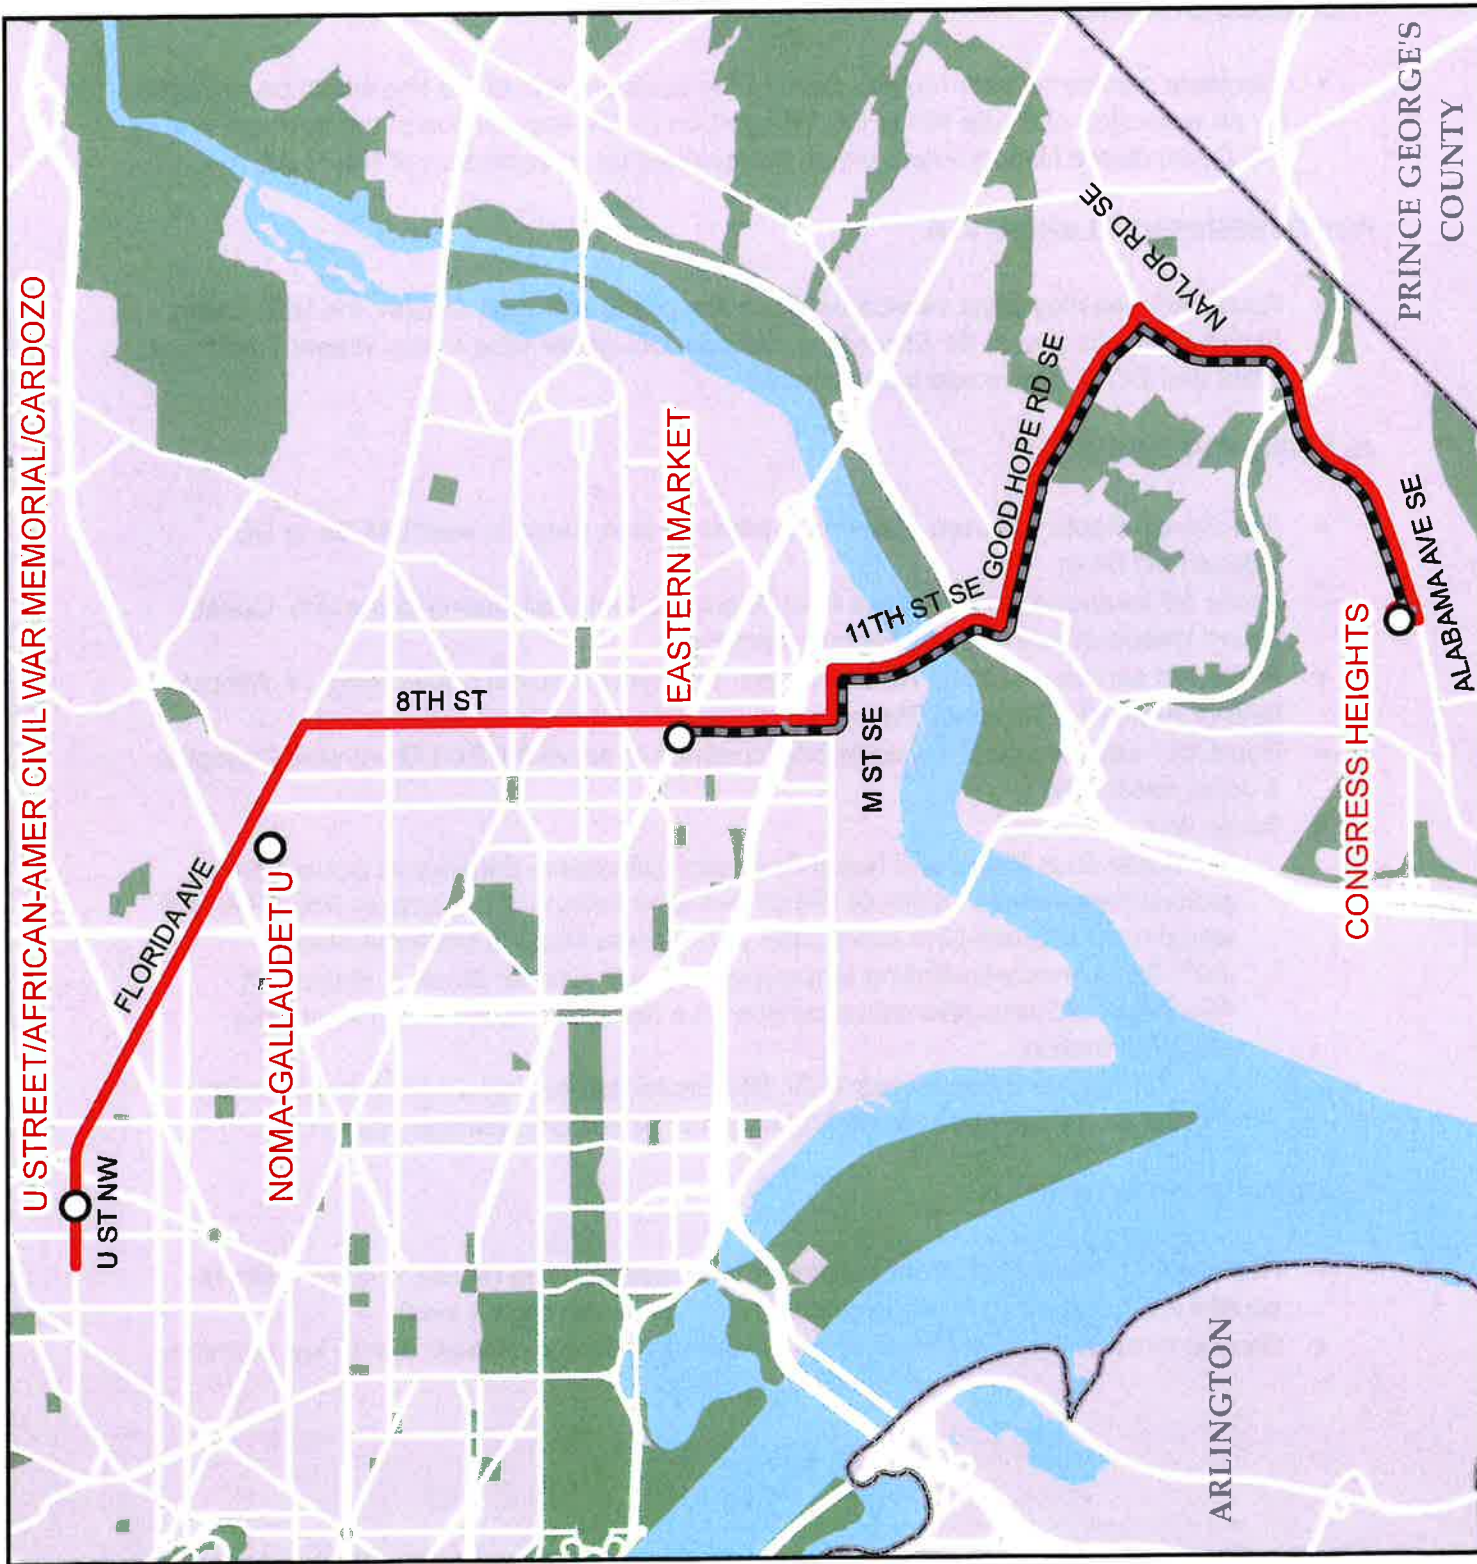 U STREET/AFRICAN-AMER CIVIL WAR MEMORIAL/CARDOZO
U ST NW
FLORIDA AVE
NOMA-GALLAUDET U
8TH ST
EASTERN MARKET
M ST SE
11TH ST SE
GOOD HOPE RD SE
NAYLOR RD SE
ALABAMA AVE SE
CONGRESS HEIGHTS
ARLINGTON
PRINCE GEORGE'S
COUNTY